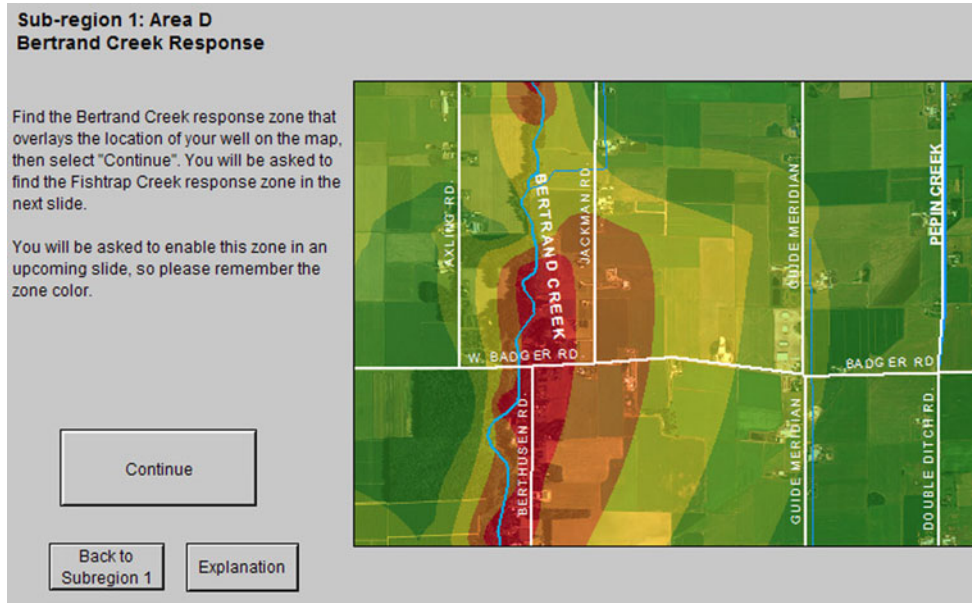 Sub-region 1: Area D
Bertrand Creek Response
Find the Bertrand Creek response zone that
overlays the location of your well on the map,
then select "Continue". You will be asked to
find the Fishtrap Creek response zone in the
next slide.
You will be asked to enable this zone in an
upcoming slide, so please remember the
zone color.
Continue
Back to
Subregion 1
Explanation
AXLING RD.
BERTRAND CREEK
JACKMAN RD.
GUIDE MERIDIAN
PEPIN CREEK
W. BADGER RD.
BADGER RD
BERTHUSEN RD.
GUIDE MERIDIAN
DOUBLE DITCH RD.